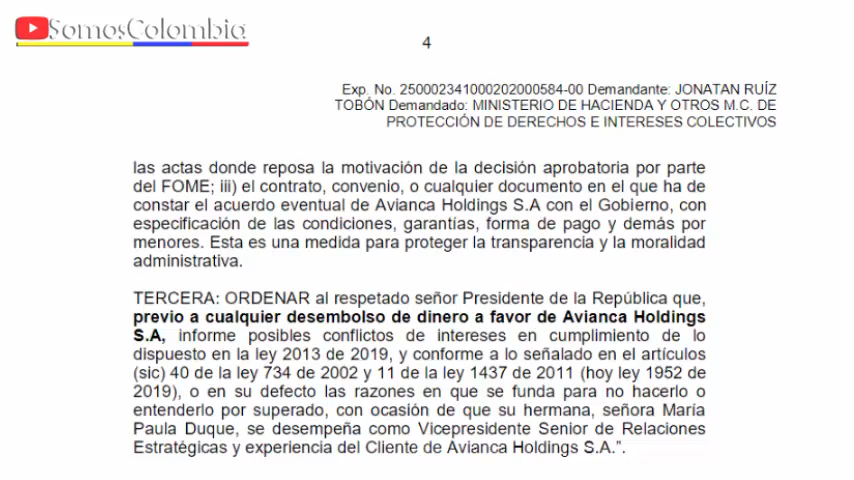 SomosColombia
4
Exp. No. 250002341000202000584-00 Demandante: JONATAN RUÍZ
TOBÓN Demandado: MINISTERIO DE HACIENDA Y OTROS M.C. DE
PROTECCIÓN DE DERECHOS E INTERESES COLECTIVOS
las actas donde reposa la motivación de la decisión aprobatoria por parte
del FOME; iii) el contrato, convenio, o cualquier documento en el que ha de
constar el acuerdo eventual de Avianca Holdings S.A con el Gobierno, con
especificación de las condiciones, garantías, forma de pago y demás por
menores. Esta es una medida para proteger la transparencia y la moralidad
administrativa.
TERCERA: ORDENAR al respetado señor Presidente de la República que,
previo a cualquier desembolso de dinero a favor de Avianca Holdings
S.A, informe posibles conflictos de intereses en cumplimiento de lo
dispuesto en la ley 2013 de 2019, y conforme a lo señalado en el artículos
(sic) 40 de la ley 734 de 2002 y 11 de la ley 1437 de 2011 (hoy ley 1952 de
2019), o en su defecto las razones en que se funda para no hacerlo o
entenderlo por superado, con ocasión de que su hermana, señora María
Paula Duque, se desempeña como Vicepresidente Senior de Relaciones
Estratégicas y experiencia del Cliente de Avianca Holdings S.A.”.